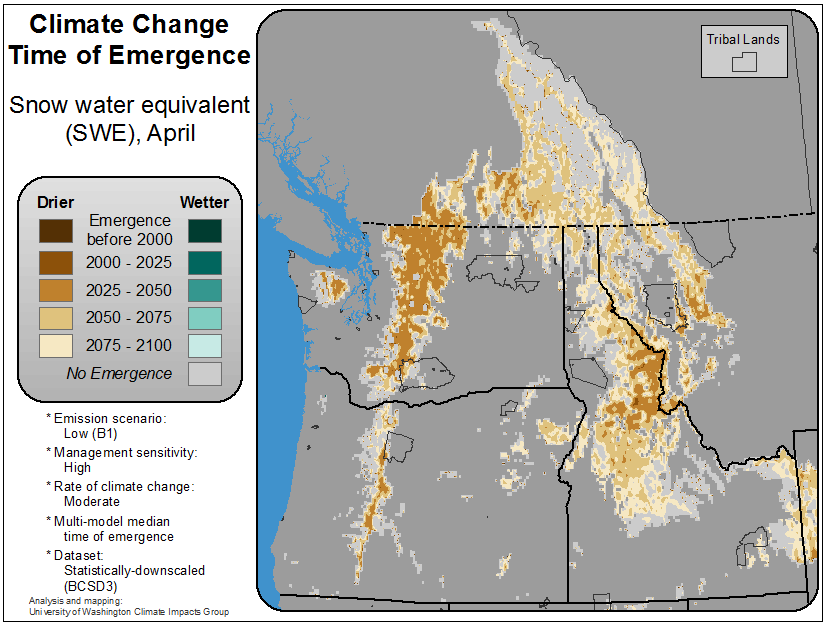 Climate Change
Time of Emergence
Snow water equivalent
(SWE), April
Drier
Wetter
Emergence
before 2000
2000 - 2025
2025 - 2050
2050 - 2075
2075 - 2100
No Emergence
* Emission scenario:
Low (B1)
* Management sensitivity:
High
* Rate of climate change:
Moderate
* Multi-model median
time of emergence
* Dataset:
Statistically-downscaled
(BCSD3)
Analysis and mapping:
University of Washington Climate Impacts Group
Tribal Lands